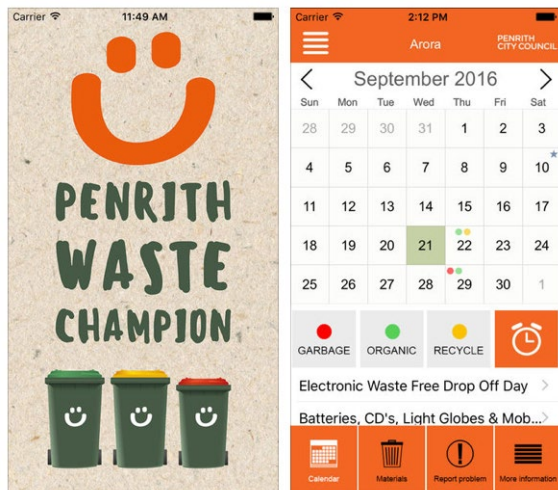 Carrier 11:49 AM
PENRITH
WASTE
CHAMPION
Carrier 2:12 PM
Arora
PENRITH
CITY COUNCIL
September 2016
Sun Mon Tue Wed Thu Fri Sat
28 29 30 31 1 2 3
4 5 6 7 8 9 10
11 12 13 14 15 16 17
18 19 20 21 22 23 24
25 26 27 28 29 30 1
GARBAGE ORGANIC RECYCLE
Electronic Waste Free Drop Off Day
Batteries, CD's, Light Globes & Mob...
Calendar Materials Report problem More information